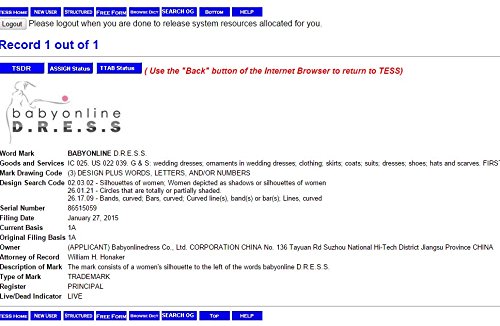 TESS HOME NEW USER STRUCTURED FREE FORM BROWSE DICT SEARCH OG BOTTOM HELP
Logout Please logout when you are done to release system resources allocated for you.
Record 1 out of 1
TSDR ASSIGN Status TTAB Status ( Use the "Back" button of the Internet Browser to return to TESS)
babyonline
D.R.E.S.S
Word Mark BABYONLINE D.R.E.S.S.
Goods and Services IC 025. US 022 039. G & S: wedding dresses; ornaments in wedding dresses, clothing; skirts; coats; suits; dresses; shoes; hats and scarves. FIRST
Mark Drawing Code (3) DESIGN PLUS WORDS, LETTERS, AND/OR NUMBERS
Design Search Code 02.03.02 - Silhouettes of women; Women depicted as shadows or silhouettes of women
26.01.21 - Circles that are totally or partially shaded.
26.17.09 - Bands, curved; Bars, curved; Curved line(s), band(s) or bar(s); Lines, curved
Serial Number 86515059
Filing Date January 27, 2015
Current Basis 1A
Original Filing Basis 1A
Owner (APPLICANT) Babyonlinedress Co., Ltd. CORPORATION CHINA No. 136 Tayuan Rd Suzhou National Hi-Tech District Jiangsu Province CHINA
Attorney of Record William H. Honaker
Description of Mark The mark consists of a women's silhouette to the left of the words babyonline D.R.E.S.S.
Type of Mark TRADEMARK
Register PRINCIPAL
Live/Dead Indicator LIVE
TESS HOME NEW USER STRUCTURED FREE FORM BROWSE DICT SEARCH OG TOP HELP